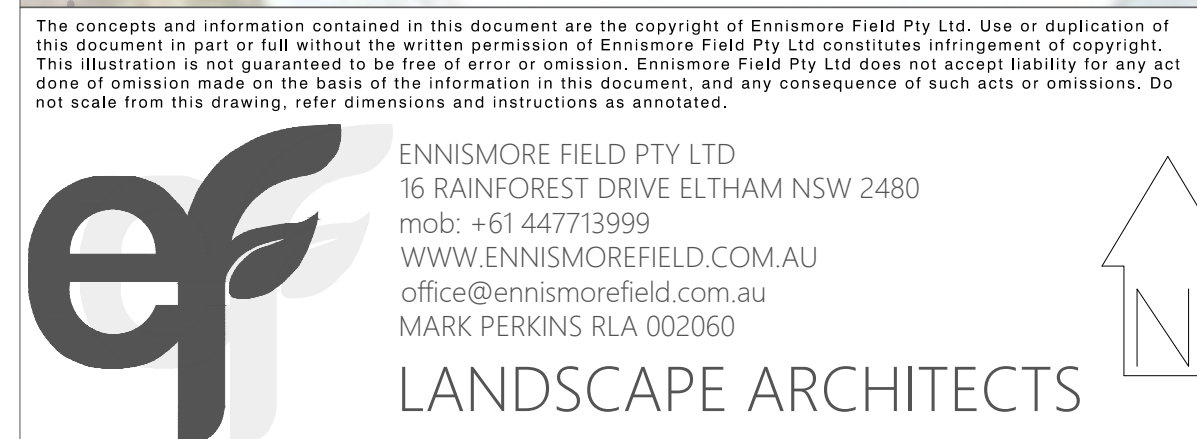 The concepts and information contained in this document are the copyright of Ennismore Field Pty Ltd. Use or duplication of
this document in part or full without the written permission of Ennismore Field Pty Ltd constitutes infringement of copyright.
This illustration is not guaranteed to be free of error or omission. Ennismore Field Pty Ltd does not accept liability for any act
done of omission made on the basis of the information in this document, and any consequence of such acts or omissions. Do
not scale from this drawing, refer dimensions and instructions as annotated.
ef
ENNISMORE FIELD PTY LTD
16 RAINFOREST DRIVE ELTHAM NSW 2480
mob: +61 447713999
WWW.ENNISMOREFIELD.COM.AU
office@ennismorefield.com.au
MARK PERKINS RLA 002060
LANDSCAPE ARCHITECTS
N